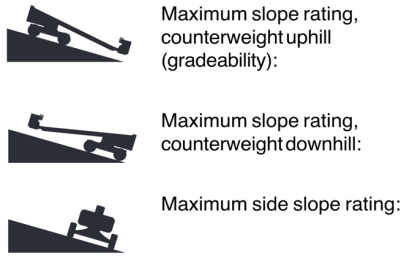 Maximum slope rating,
counterweight uphill
(gradeability):
Maximum slope rating,
counterweight downhill:
Maximum side slope rating: